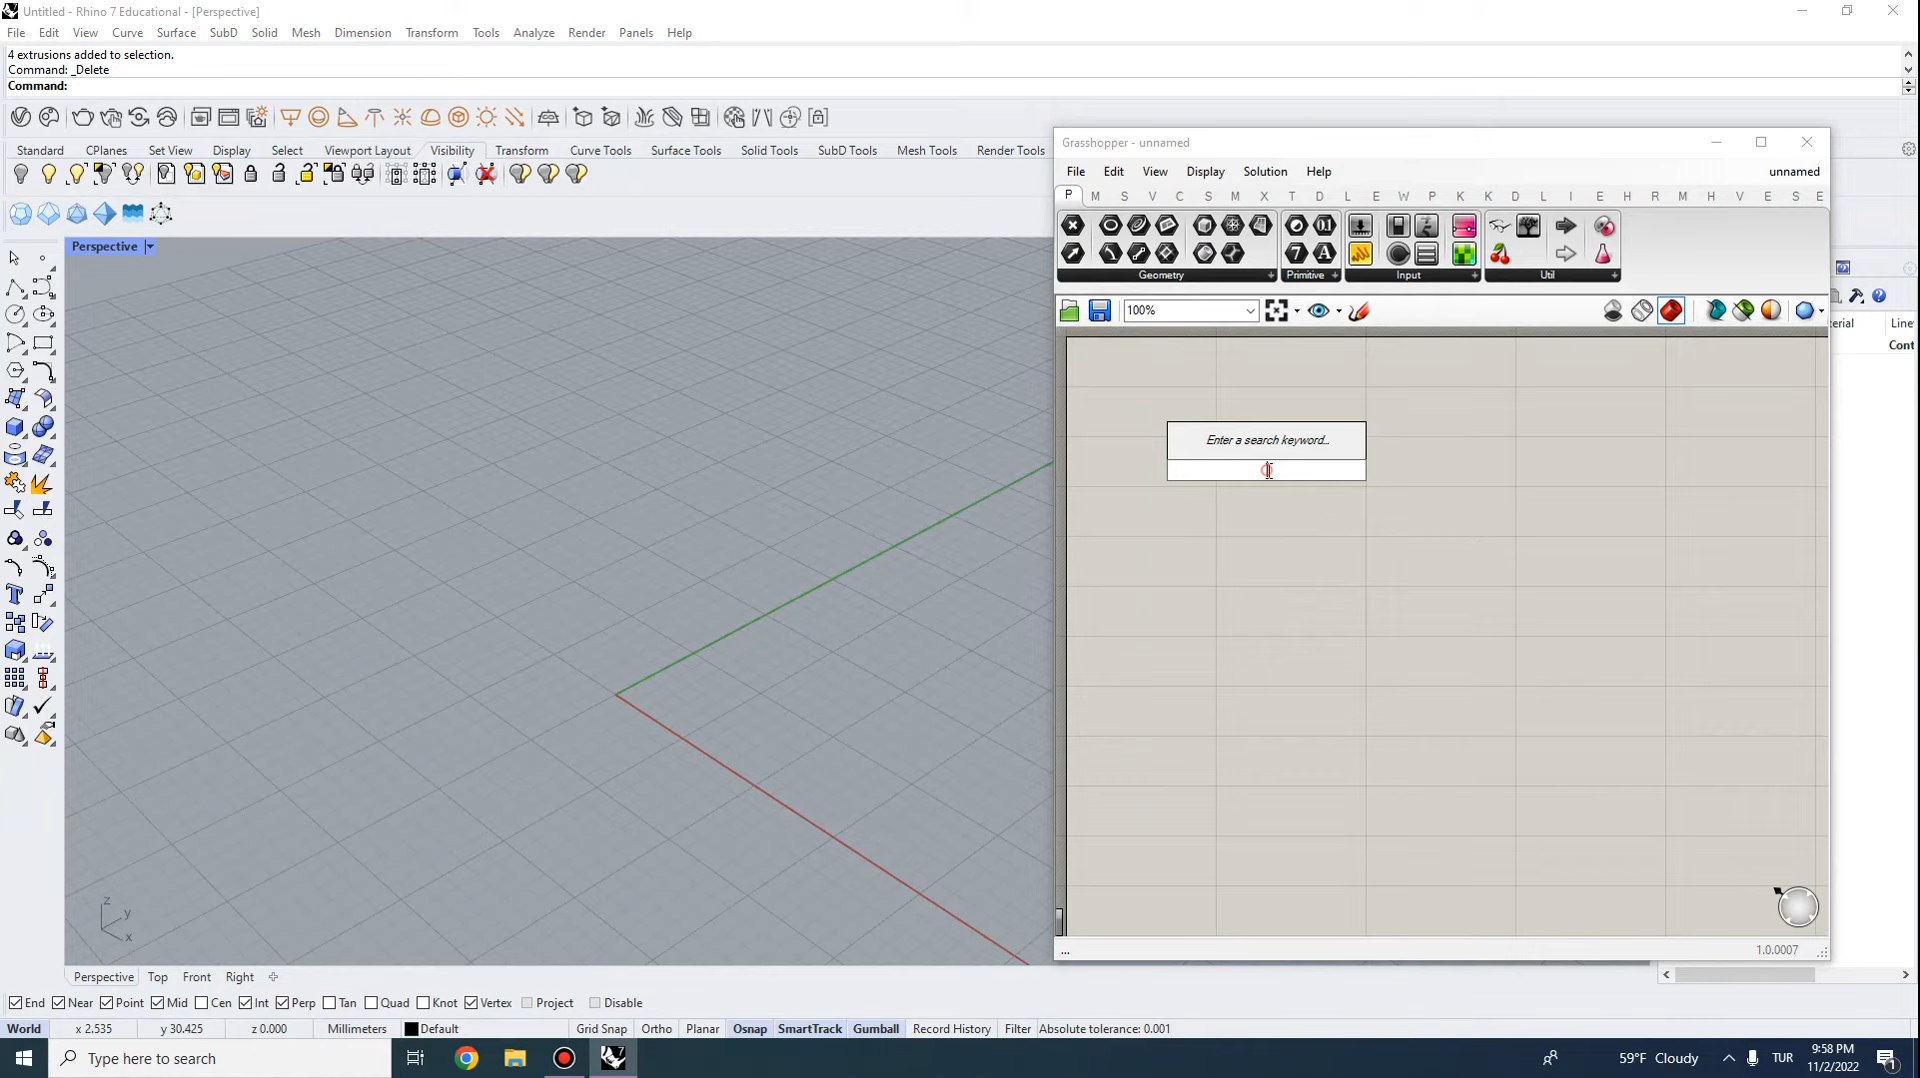 Untitled - Rhino 7 Educational - [Perspective]
File Edit View Curve Surface SubD Solid Mesh Dimension Transform Tools Analyze Render Panels Help
4 extrusions added to selection.
Command: _Delete
Command:
Standard CPlanes Set View Display Select Viewport Layout Visibility Transform Curve Tools Surface Tools Solid Tools SubD Tools Mesh Tools Render Tools
Perspective
Grasshopper - unnamed
File Edit View Display Solution Help unnamed
P M S V C S M X T D L E W P K K D L I E H R M H V E S E
Geometry Primitive Input Util
100%
erial Line
Cont
Enter a search keyword...
z
y
x
... 1.0.0007
Perspective Top Front Right
End Near Point Mid Cen Int Perp Tan Quad Knot Vertex Project Disable
World x 2.535 y 30.425 z 0.000 Millimeters Default Grid Snap Ortho Planar Osnap SmartTrack Gumball Record History Filter Absolute tolerance: 0.001
Type here to search
59°F Cloudy
TUR
9:58 PM
11/2/2022
1